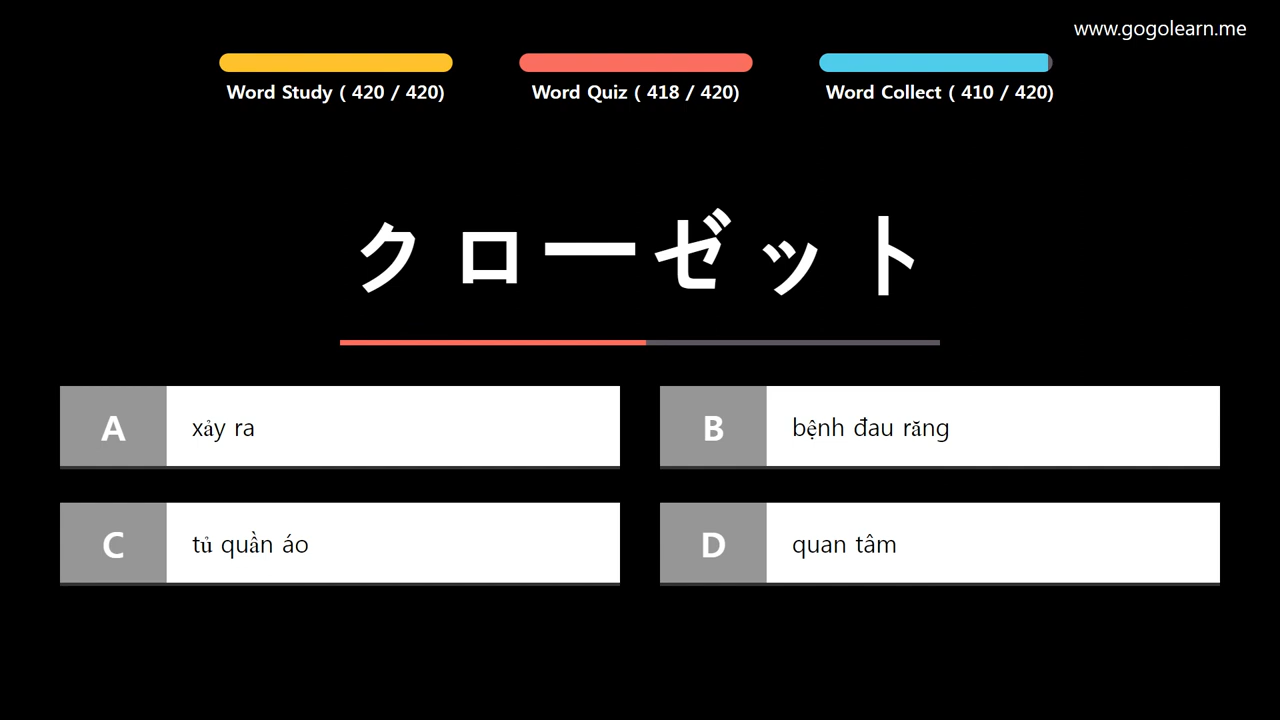 www.gogolearn.me
Word Study ( 420 / 420)
Word Quiz ( 418 / 420)
Word Collect ( 410 / 420)
クローゼット
A xảy ra
B bệnh đau răng
C tủ quần áo
D quan tâm